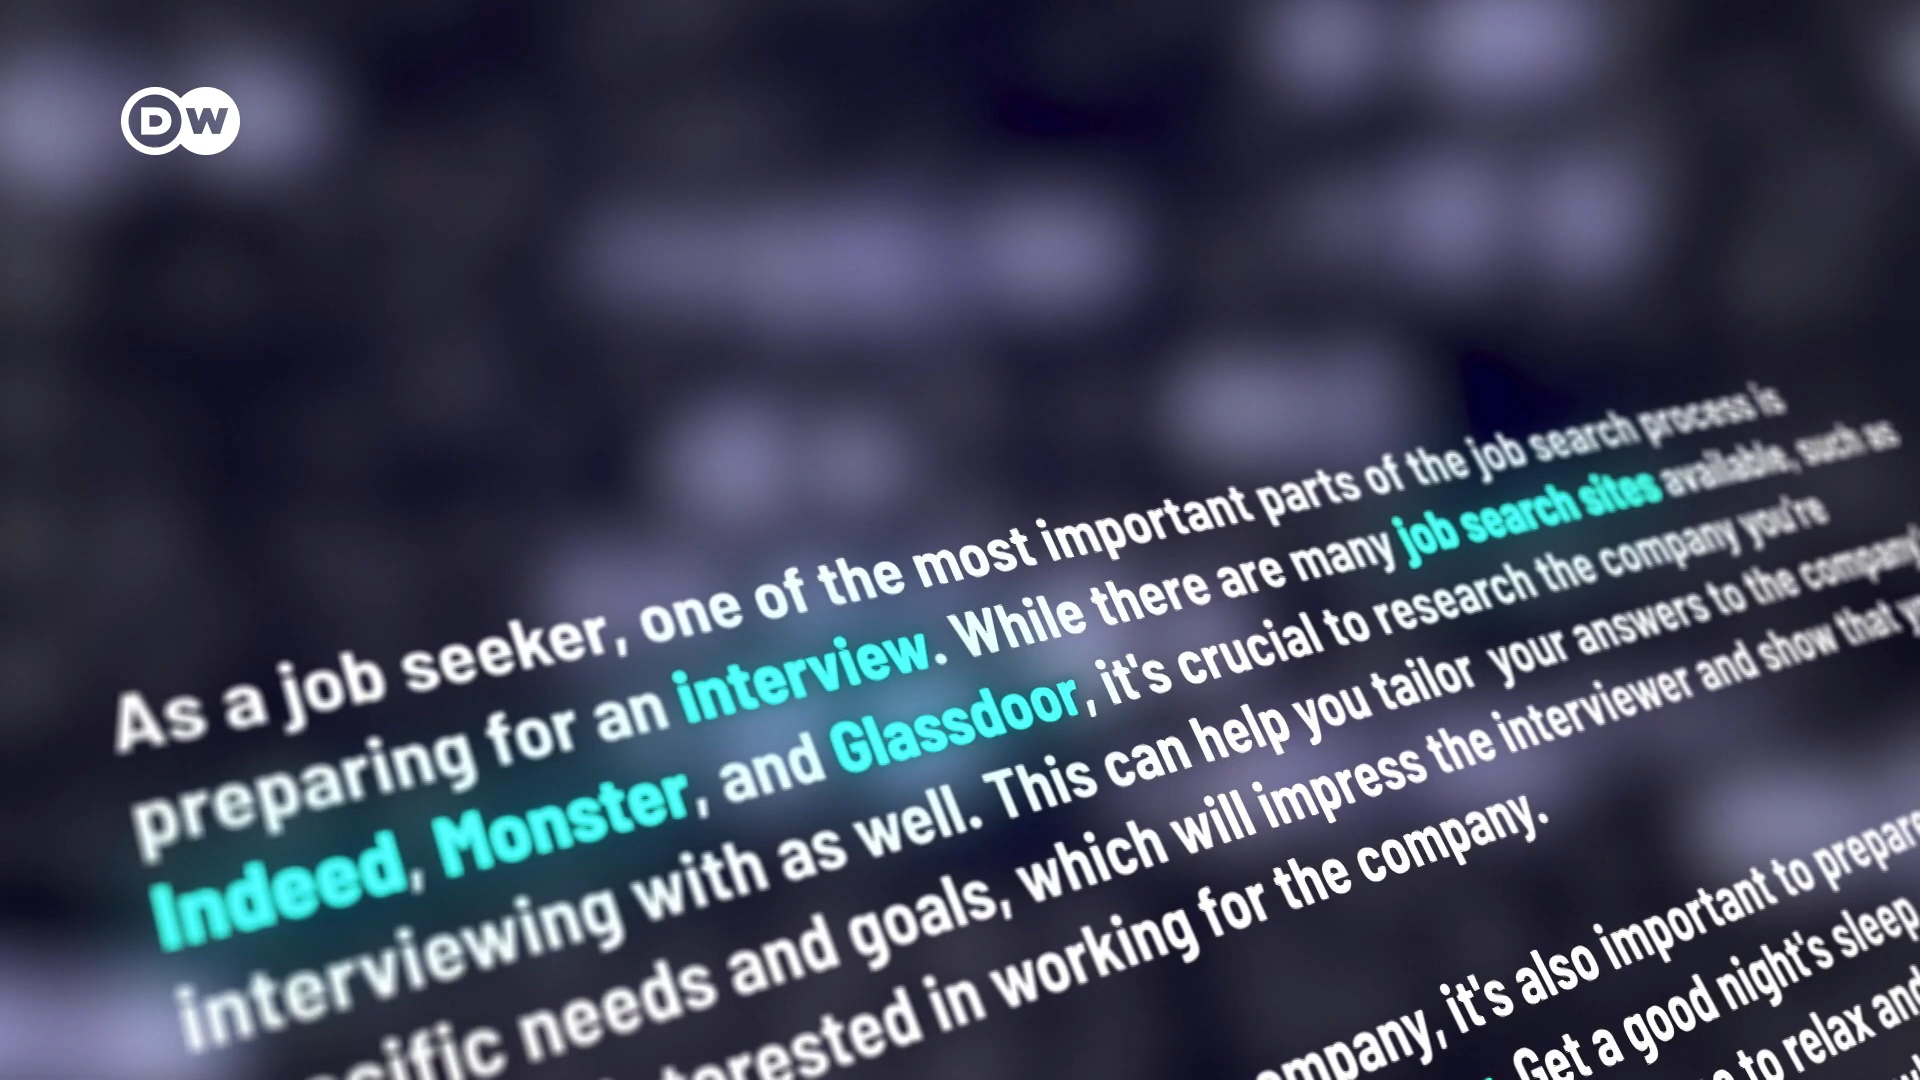 DW
As a job seeker, one of the most important parts of the job search process is
preparing for an interview. While there are many job search sites available, such as
Indeed, Monster, and Glassdoor, it's crucial to research the company you're
interviewing with as well. This can help you tailor your answers to the company's
needs and goals, which will impress the interviewer and show that
in working for the company.
it's also important to prepare
Get a good night's sleep,
to relax and